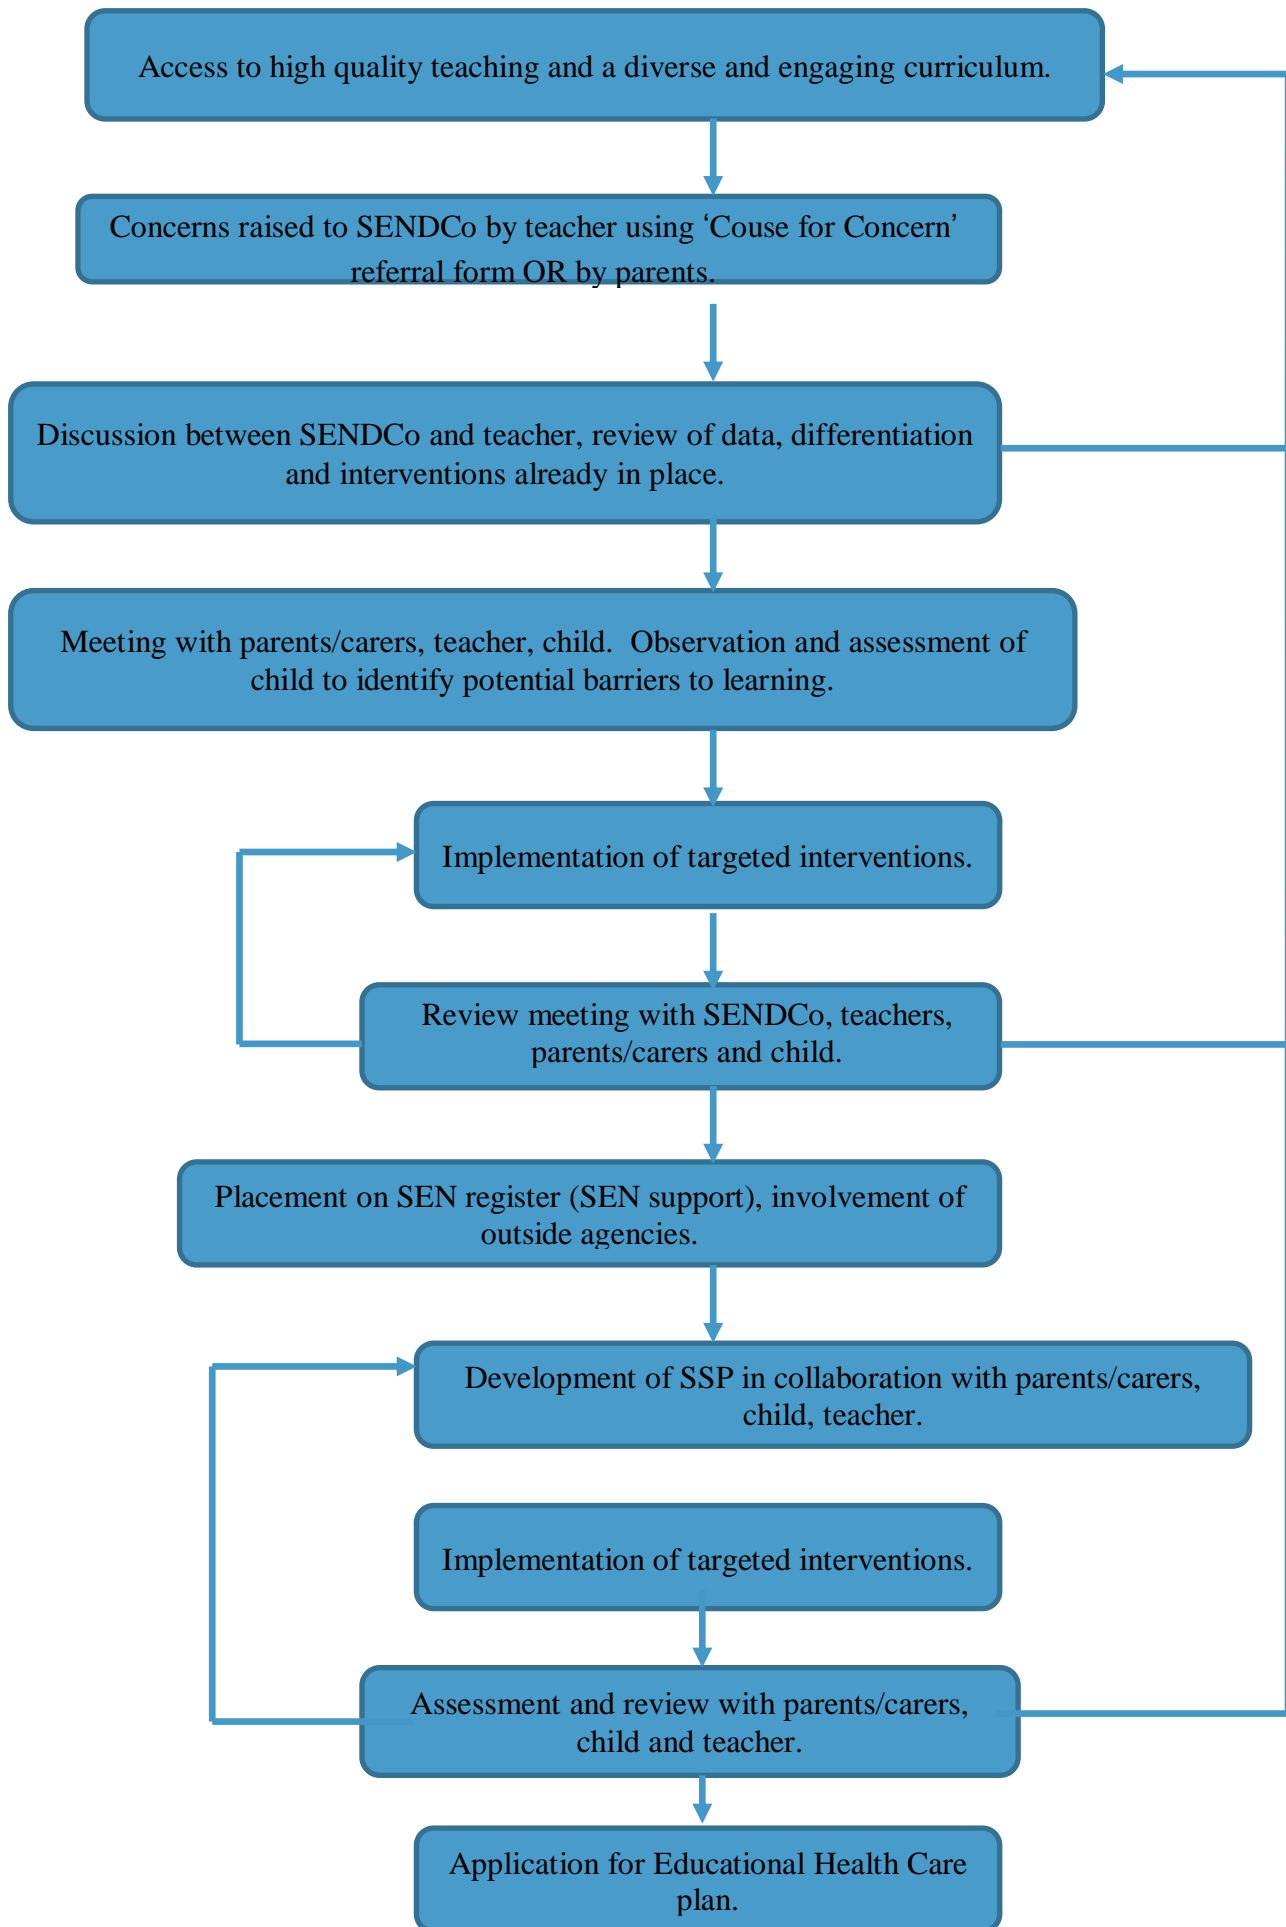 Access to high quality teaching and a diverse and engaging curriculum.
Concerns raised to SENDCo by teacher using ‘Couse for Concern’
referral form OR by parents.
Discussion between SENDCo and teacher, review of data, differentiation
and interventions already in place.
Meeting with parents/carers, teacher, child.  Observation and assessment of
child to identify potential barriers to learning.
Implementation of targeted interventions.
Review meeting with SENDCo, teachers,
parents/carers and child.
Placement on SEN register (SEN support), involvement of
outside agencies.
Development of SSP in collaboration with parents/carers,
child, teacher.
Implementation of targeted interventions.
Assessment and review with parents/carers,
child and teacher.
Application for Educational Health Care
plan.